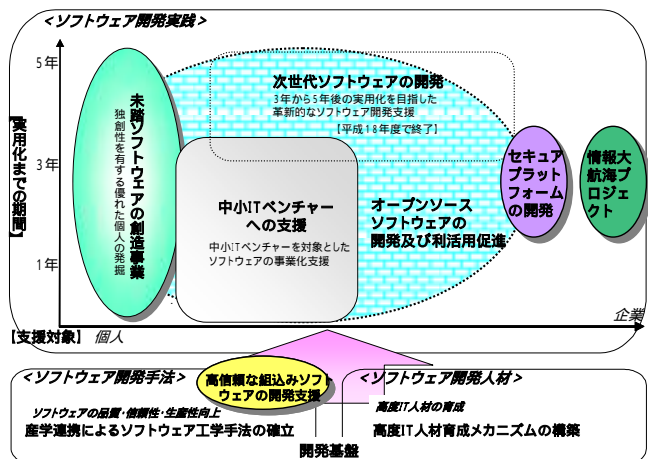 <ソフトウェア開発実践>
5年
3年
1年
【実用化までの期間】
未踏ソフトウェアの創造事業
独創性を有する優れた個人の発掘
次世代ソフトウェアの開発
3年から5年後の実用化を目指した
革新的なソフトウェア開発支援
【平成18年度で終了】
中小ITベンチャー
への支援
中小ITベンチャーを対象とした
ソフトウェアの事業化支援
オープンソース
ソフトウェアの
開発及び利活用促進
セキュア
プラット
フォーム
の開発
情報大
航海プ
ロジェ
クト
企業
【支援対象】 個人
<ソフトウェア開発手法>
高信頼な組込みソフト
ウェアの開発支援
<ソフトウェア開発人材>
ソフトウェアの品質・信頼性・生産性向上
産学連携によるソフトウェア工学手法の確立
高度IT人材の育成
高度IT人材育成メカニズムの構築
開発基盤